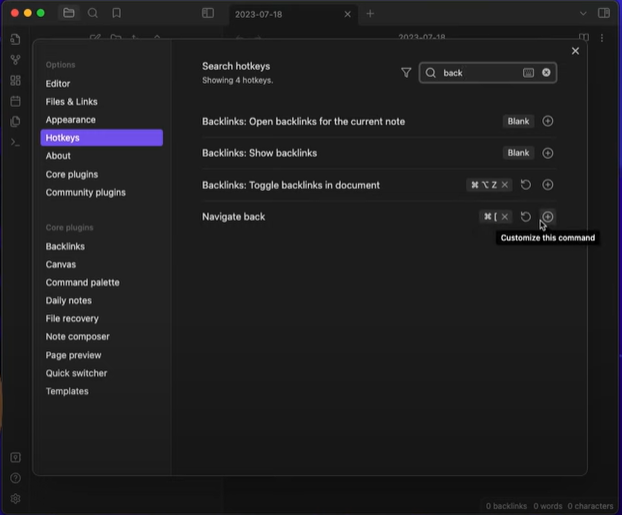 2023-07-18
2023-07-18
Options
Editor
Files & Links
Appearance
Hotkeys
About
Core plugins
Community plugins
Core plugins
Backlinks
Canvas
Command palette
Daily notes
File recovery
Note composer
Page preview
Quick switcher
Templates
Search hotkeys
Showing 4 hotkeys.
back
Backlinks: Open backlinks for the current note
Blank
Backlinks: Show backlinks
Blank
Backlinks: Toggle backlinks in document
⌘ ⌥ Z
Navigate back
⌘ [
Customize this command
0 backlinks 0 words 0 characters